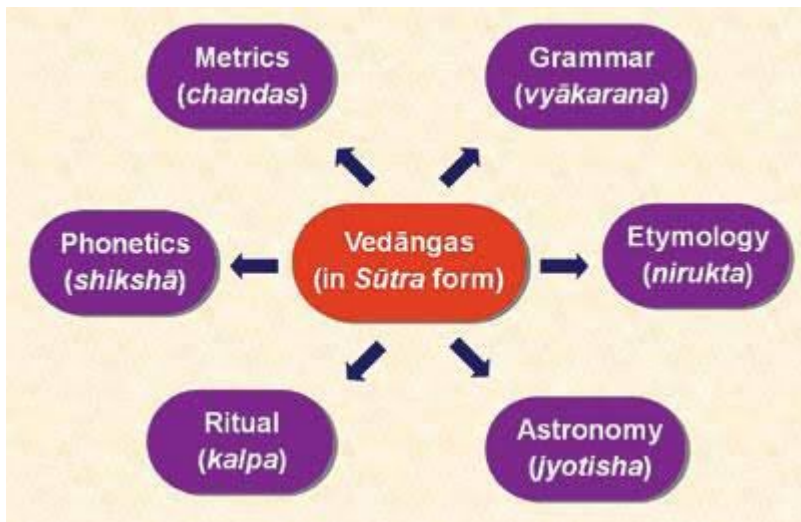 Metrics
(chandas)
Grammar
(vyākarana)
Phonetics
(shikshā)
Vedāngas
(in Sūtra form)
Etymology
(nirukta)
Ritual
(kalpa)
Astronomy
(jyotisha)